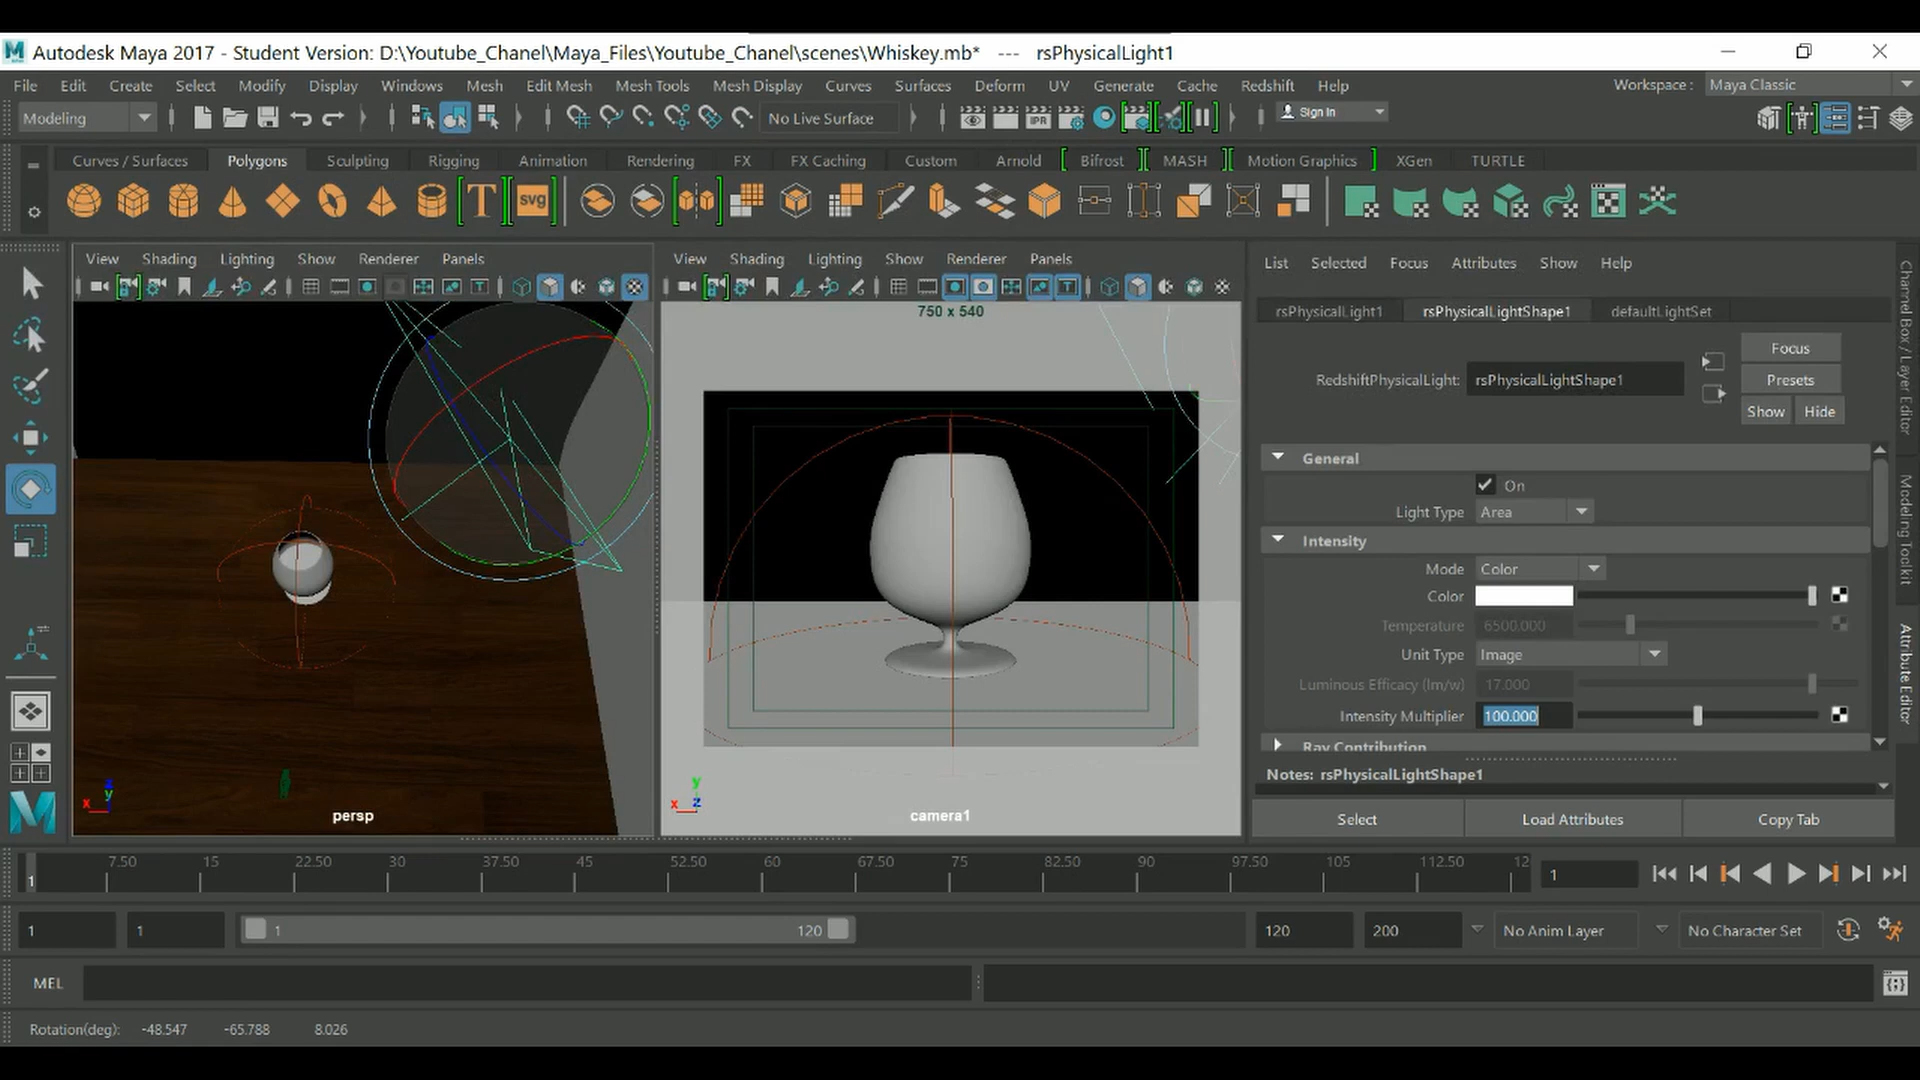 Autodesk Maya 2017 - Student Version: D:\Youtube_Chanel\Maya_Files\Youtube_Chanel\scenes\Whiskey.mb*   ---   rsPhysicalLight1
File Edit Create Select Modify Display Windows Mesh Edit Mesh Mesh Tools Mesh Display Curves Surfaces Deform UV Generate Cache Redshift Help
Workspace : Maya Classic
Modeling
No Live Surface
Sign In
IPR
Curves / Surfaces Polygons Sculpting Rigging Animation Rendering FX FX Caching Custom Arnold Bifrost MASH Motion Graphics XGen TURTLE
T svg
View Shading Lighting Show Renderer Panels
View Shading Lighting Show Renderer Panels
List Selected Focus Attributes Show Help
750 x 540
rsPhysicalLight1 rsPhysicalLightShape1 defaultLightSet
RedshiftPhysicalLight: rsPhysicalLightShape1
Focus
Presets
Show Hide
General
On
Light Type Area
Intensity
Mode Color
Color
Temperature 6500.000
Unit Type Image
Luminous Efficacy (lm/w) 17.000
Intensity Multiplier 100.000
Ray Contribution
Notes: rsPhysicalLightShape1
Select Load Attributes Copy Tab
Channel Box / Layer Editor
Modeling Toolkit
Attribute Editor
x y z
persp
x y z
camera1
7.50 15 22.50 30 37.50 45 52.50 60 67.50 75 82.50 90 97.50 105 112.50 12
1
1
1 1 1 120 120 200 No Anim Layer No Character Set
MEL
Rotation(deg): -48.547 -65.788 8.026